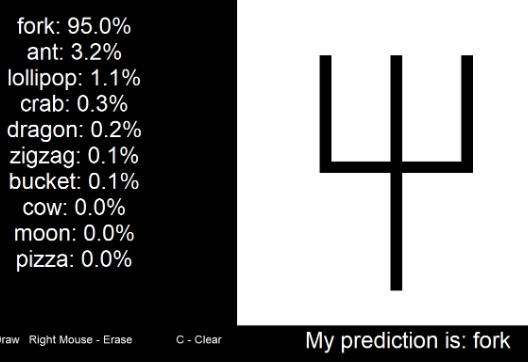 fork: 95.0%
ant: 3.2%
lollipop: 1.1%
crab: 0.3%
dragon: 0.2%
zigzag: 0.1%
bucket: 0.1%
cow: 0.0%
moon: 0.0%
pizza: 0.0%
raw Right Mouse - Erase C - Clear
My prediction is: fork